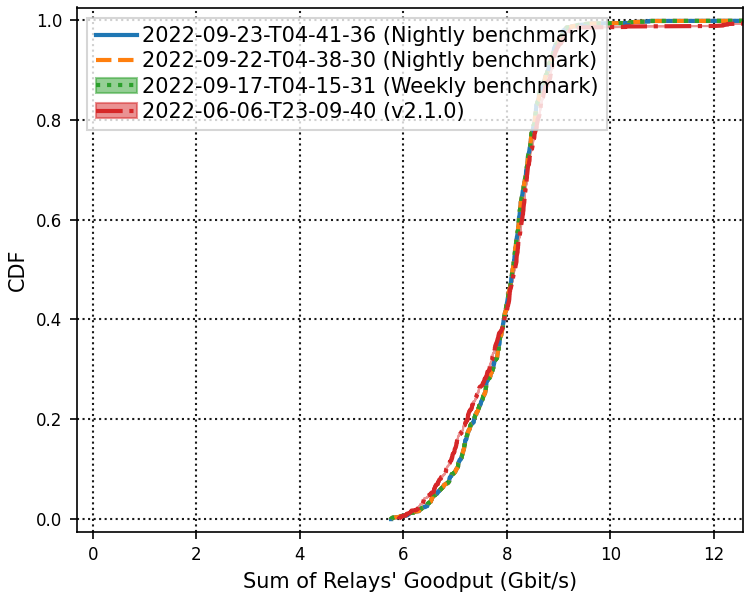 2022-09-23-T04-41-36 (Nightly benchmark)
2022-09-22-T04-38-30 (Nightly benchmark)
2022-09-17-T04-15-31 (Weekly benchmark)
2022-06-06-T23-09-40 (v2.1.0)
1.0
0.8
0.6
0.4
0.2
0.0
CDF
0 2 4 6 8 10 12
Sum of Relays' Goodput (Gbit/s)